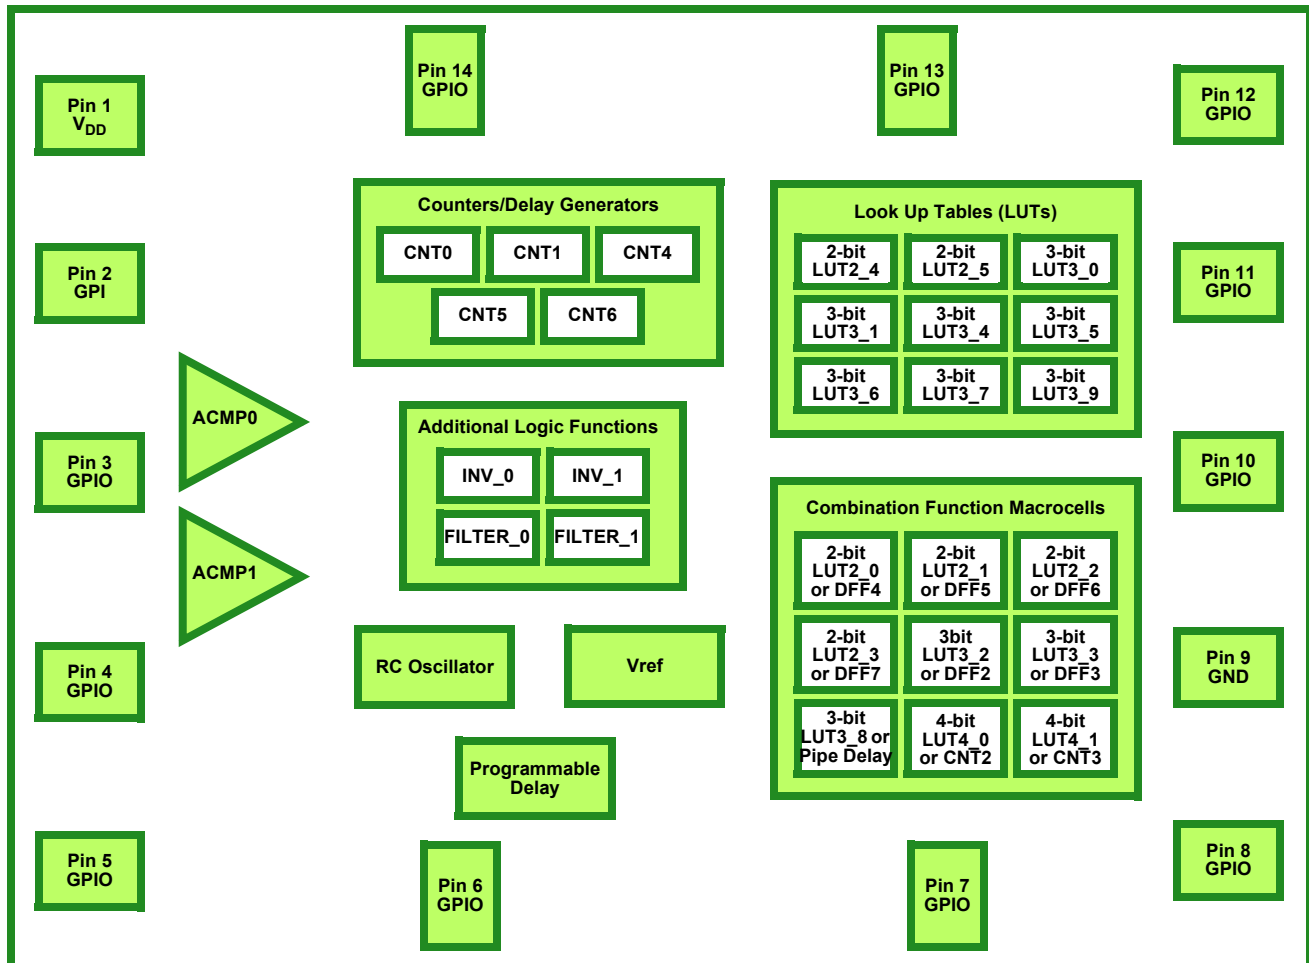 Pin 14
GPIO
Pin 13
GPIO
Pin 1
VDD
Pin 12
GPIO
Counters/Delay Generators
CNT0 CNT1 CNT4
CNT5 CNT6
Look Up Tables (LUTs)
2-bit
LUT2_4
2-bit
LUT2_5
3-bit
LUT3_0
3-bit
LUT3_1
3-bit
LUT3_4
3-bit
LUT3_5
3-bit
LUT3_6
3-bit
LUT3_7
3-bit
LUT3_9
Pin 2
GPI
Pin 11
GPIO
ACMP0
Additional Logic Functions
INV_0 INV_1
FILTER_0 FILTER_1
Pin 3
GPIO
Pin 10
GPIO
ACMP1
Combination Function Macrocells
2-bit
LUT2_0
or DFF4
2-bit
LUT2_1
or DFF5
2-bit
LUT2_2
or DFF6
2-bit
LUT2_3
or DFF7
3bit
LUT3_2
or DFF2
3-bit
LUT3_3
or DFF3
3-bit
LUT3_8 or
Pipe Delay
4-bit
LUT4_0
or CNT2
4-bit
LUT4_1
or CNT3
RC Oscillator
Vref
Pin 4
GPIO
Pin 9
GND
Programmable
Delay
Pin 5
GPIO
Pin 6
GPIO
Pin 7
GPIO
Pin 8
GPIO